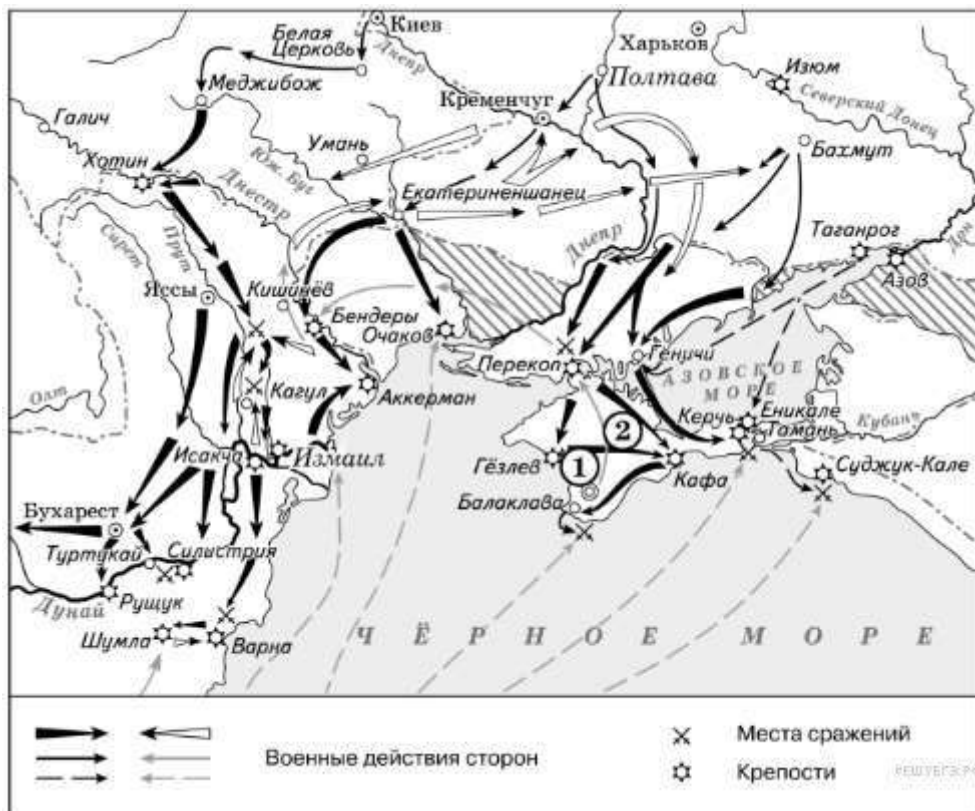 Киев
Белая
Церковь
Днепр
Харьков
Полтава
Изюм
Меджибож
Кременчуг
Северский Донец
Галич
Умань
Бахмут
Хотин
Юж. Буг
Днестр
Екатериненшанец
Таганрог
Дон
Сирет
Прут
Днепр
Азов
Яссы
Кишинёв
Бендеры
Очаков
Перекоп
Геничи
АЗОВСКОЕ
МОРЕ
Олт
Кагул
Аккерман
Еникале
Керчь
Тамань
Кубань
2
Исакча
Измаил
Гёзлев
1
Кафа
Суджук-Кале
Балаклава
Бухарест
Туртукай
Силистрия
Дунай
Рущук
Шумла
Варна
ЧЁРНОЕ МОРЕ
Военные действия сторон
Места сражений
Крепости
РЕШУЕГЭ.РФ